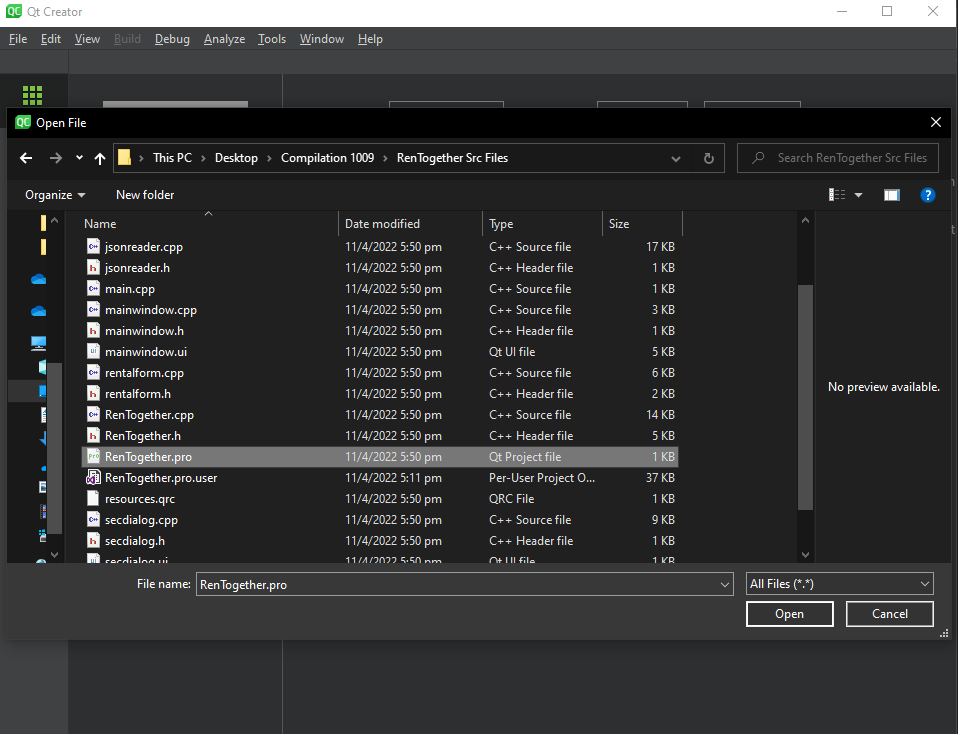 Qt Creator
File Edit View Build Debug Analyze Tools Window Help
Open File
This PC > Desktop > Compilation 1009 > RenTogether Src Files
Search RenTogether Src Files
Organize New folder
Name Date modified Type Size
jsonreader.cpp 11/4/2022 5:50 pm C++ Source file 17 KB
jsonreader.h 11/4/2022 5:50 pm C++ Header file 1 KB
main.cpp 11/4/2022 5:50 pm C++ Source file 1 KB
mainwindow.cpp 11/4/2022 5:50 pm C++ Source file 3 KB
mainwindow.h 11/4/2022 5:50 pm C++ Header file 1 KB
mainwindow.ui 11/4/2022 5:50 pm Qt UI file 5 KB
rentalform.cpp 11/4/2022 5:50 pm C++ Source file 6 KB
rentalform.h 11/4/2022 5:50 pm C++ Header file 2 KB
RenTogether.cpp 11/4/2022 5:50 pm C++ Source file 14 KB
RenTogether.h 11/4/2022 5:50 pm C++ Header file 5 KB
RenTogether.pro 11/4/2022 5:50 pm Qt Project file 1 KB
RenTogether.pro.user 11/4/2022 5:11 pm Per-User Project O... 37 KB
resources.qrc 11/4/2022 5:50 pm QRC File 1 KB
secdialog.cpp 11/4/2022 5:50 pm C++ Source file 9 KB
secdialog.h 11/4/2022 5:50 pm C++ Header file 1 KB
secdialog.ui 11/4/2022 5:50 pm Qt UI file 1 KB
No preview available.
File name: RenTogether.pro All Files (*.*)
Open Cancel